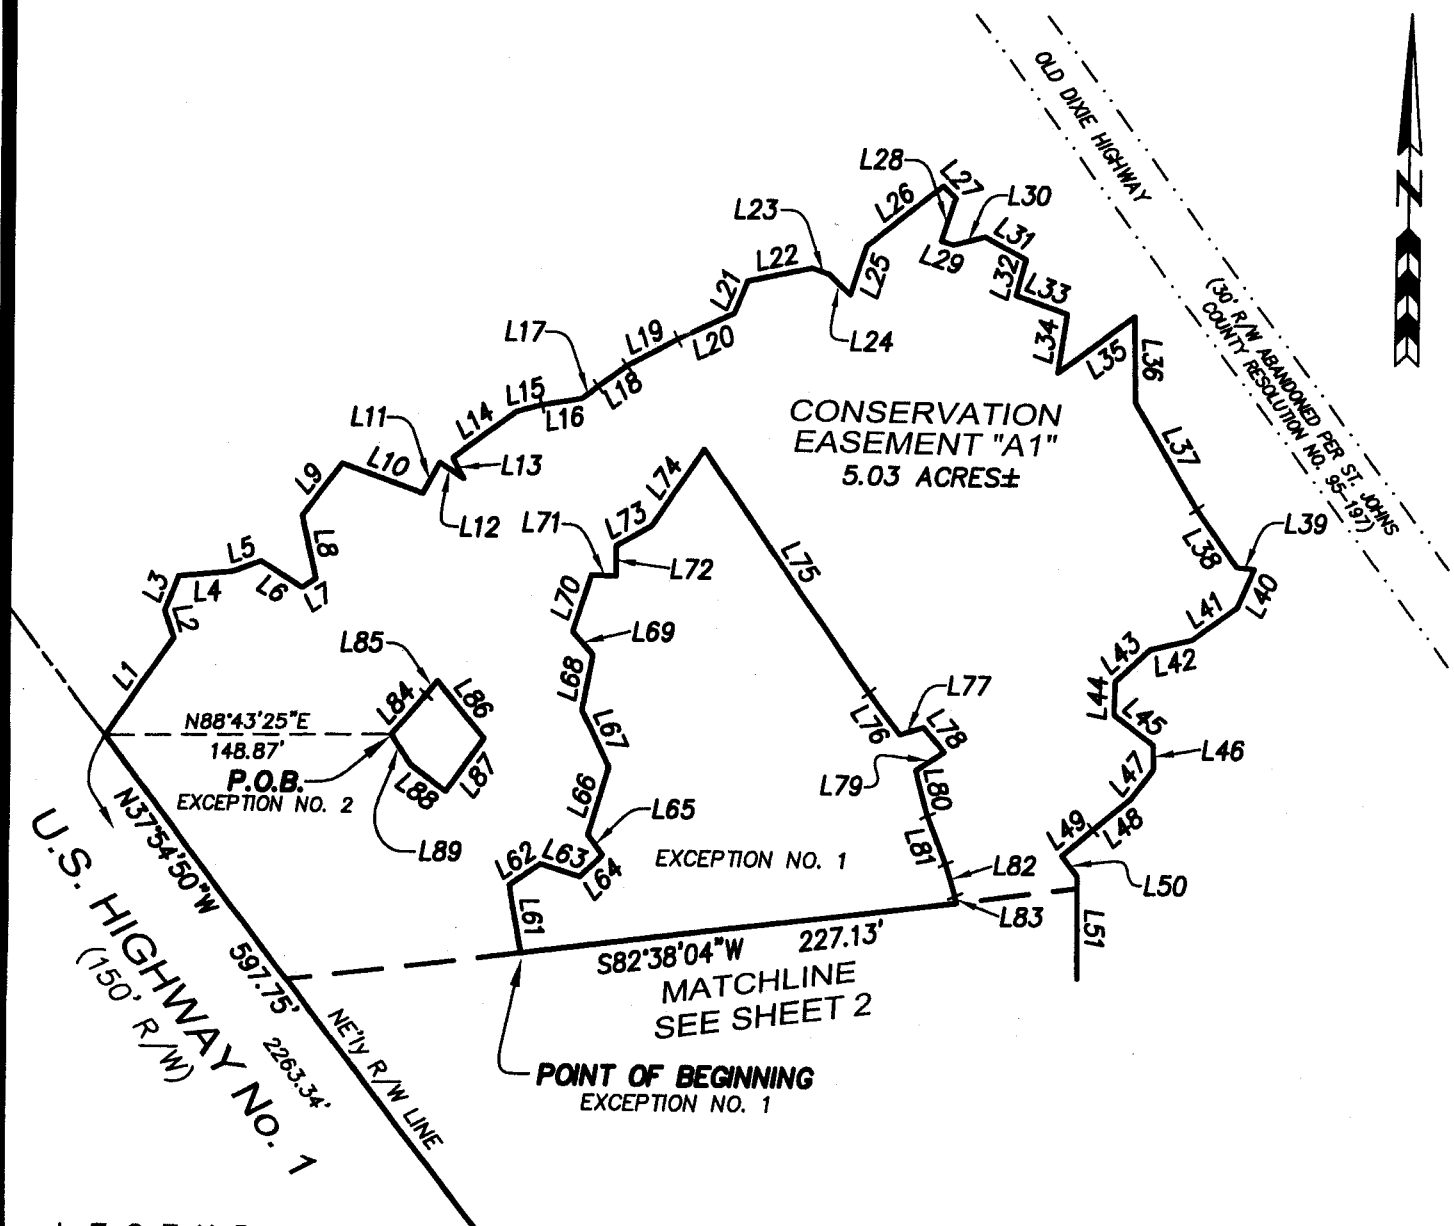 OLD DIXIE HIGHWAY
(30' R/W ABANDONED PER ST. JOHNS
COUNTY RESOLUTION NO. 95-197)
N
L28
L27
L30
L26
L23
L31
L29
L22
L25
L32
L33
L21
L24
L34
L17
L19
L20
L35
L36
L18
L15
L16
L11
L14
CONSERVATION
EASEMENT "A1"
5.03 ACRES±
L37
L9
L10
L13
L12
L74
L71
L73
L39
L8
L5
L3
L4
L6
L7
L72
L75
L38
L40
L70
L2
L69
L41
L43
L42
L85
L1
L68
L84
L86
L77
L44
N88°43'25"E
148.87'
L67
L76
L78
L45
L46
P.O.B.
EXCEPTION NO. 2
L87
L88
L79
L47
L66
L80
L48
L65
L49
N37°54'50"W
597.75'
L89
L62
L63
L64
EXCEPTION NO. 1
L81
L82
L50
L61
L83
L51
U.S. HIGHWAY No. 1
(150' R/W)
S82°38'04"W 227.13'
MATCHLINE
SEE SHEET 2
2263.34'
NE'ly R/W LINE
POINT OF BEGINNING
EXCEPTION NO. 1